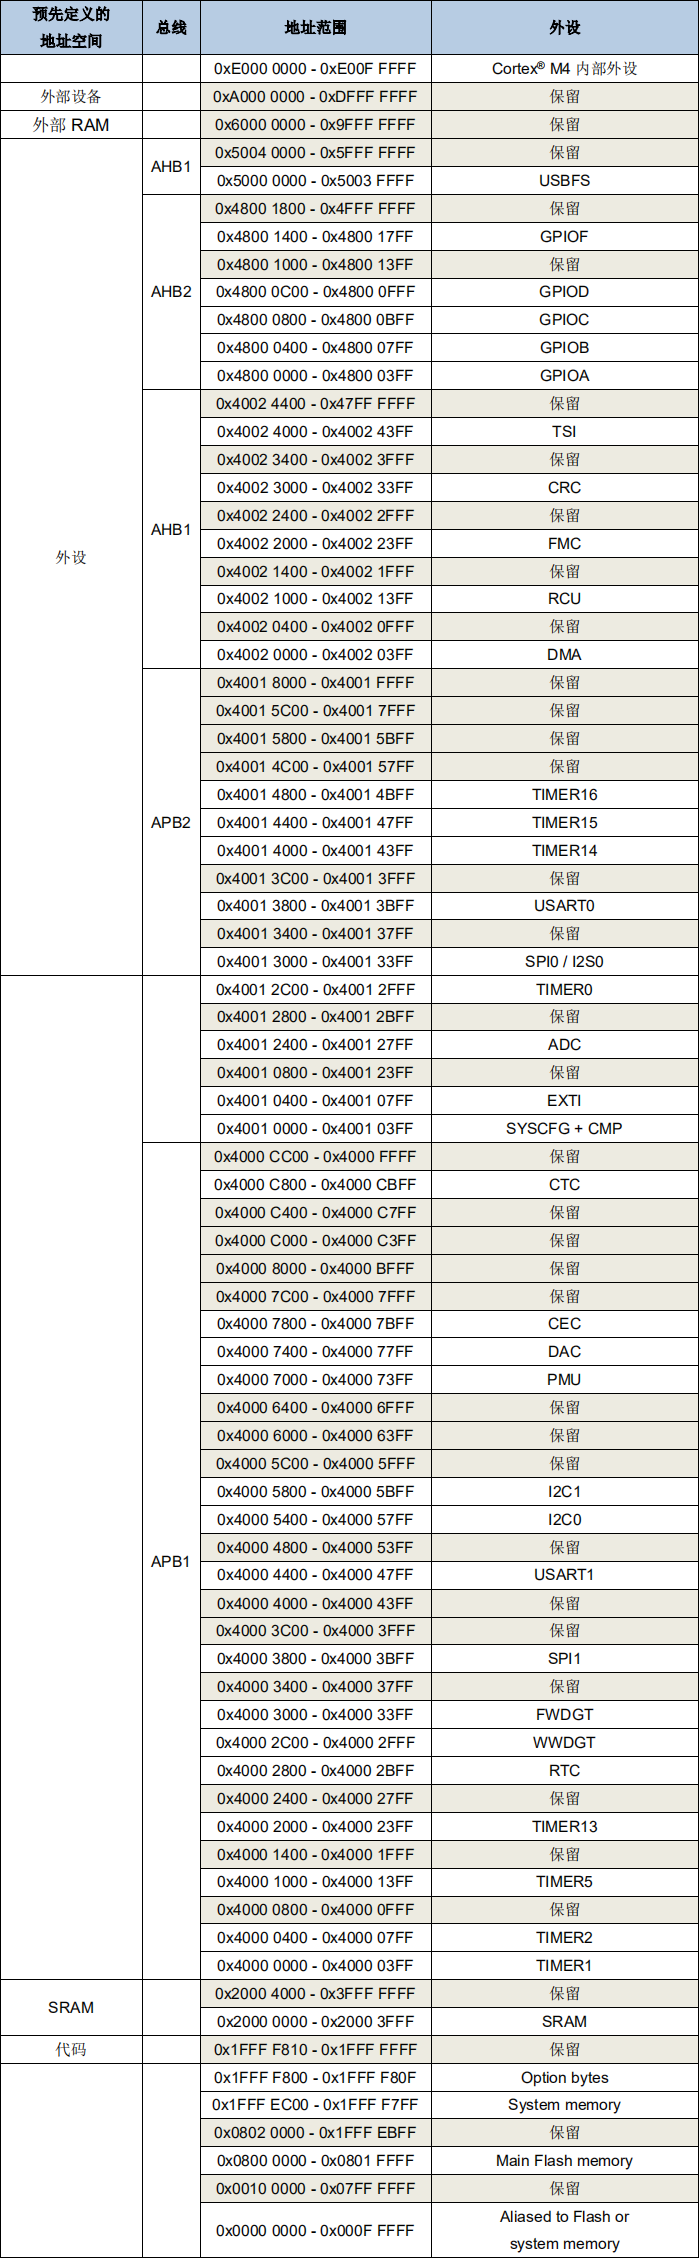 预先定义的
地址空间
总线
地址范围
外设
0xE000 0000 - 0xE00F FFFF
Cortex® M4 内部外设
外部设备
0xA000 0000 - 0xDFFF FFFF
保留
外部 RAM
0x6000 0000 - 0x9FFF FFFF
保留
外设
AHB1
0x5004 0000 - 0x5FFF FFFF
保留
0x5000 0000 - 0x5003 FFFF
USBFS
AHB2
0x4800 1800 - 0x4FFF FFFF
保留
0x4800 1400 - 0x4800 17FF
GPIOF
0x4800 1000 - 0x4800 13FF
保留
0x4800 0C00 - 0x4800 0FFF
GPIOD
0x4800 0800 - 0x4800 0BFF
GPIOC
0x4800 0400 - 0x4800 07FF
GPIOB
0x4800 0000 - 0x4800 03FF
GPIOA
AHB1
0x4002 4400 - 0x47FF FFFF
保留
0x4002 4000 - 0x4002 43FF
TSI
0x4002 3400 - 0x4002 3FFF
保留
0x4002 3000 - 0x4002 33FF
CRC
0x4002 2400 - 0x4002 2FFF
保留
0x4002 2000 - 0x4002 23FF
FMC
0x4002 1400 - 0x4002 1FFF
保留
0x4002 1000 - 0x4002 13FF
RCU
0x4002 0400 - 0x4002 0FFF
保留
0x4002 0000 - 0x4002 03FF
DMA
APB2
0x4001 8000 - 0x4001 FFFF
保留
0x4001 5C00 - 0x4001 7FFF
保留
0x4001 5800 - 0x4001 5BFF
保留
0x4001 4C00 - 0x4001 57FF
保留
0x4001 4800 - 0x4001 4BFF
TIMER16
0x4001 4400 - 0x4001 47FF
TIMER15
0x4001 4000 - 0x4001 43FF
TIMER14
0x4001 3C00 - 0x4001 3FFF
保留
0x4001 3800 - 0x4001 3BFF
USART0
0x4001 3400 - 0x4001 37FF
保留
0x4001 3000 - 0x4001 33FF
SPI0 / I2S0
0x4001 2C00 - 0x4001 2FFF
TIMER0
0x4001 2800 - 0x4001 2BFF
保留
0x4001 2400 - 0x4001 27FF
ADC
0x4001 0800 - 0x4001 23FF
保留
0x4001 0400 - 0x4001 07FF
EXTI
0x4001 0000 - 0x4001 03FF
SYSCFG + CMP
APB1
0x4000 CC00 - 0x4000 FFFF
保留
0x4000 C800 - 0x4000 CBFF
CTC
0x4000 C400 - 0x4000 C7FF
保留
0x4000 C000 - 0x4000 C3FF
保留
0x4000 8000 - 0x4000 BFFF
保留
0x4000 7C00 - 0x4000 7FFF
保留
0x4000 7800 - 0x4000 7BFF
CEC
0x4000 7400 - 0x4000 77FF
DAC
0x4000 7000 - 0x4000 73FF
PMU
0x4000 6400 - 0x4000 6FFF
保留
0x4000 6000 - 0x4000 63FF
保留
0x4000 5C00 - 0x4000 5FFF
保留
0x4000 5800 - 0x4000 5BFF
I2C1
0x4000 5400 - 0x4000 57FF
I2C0
0x4000 4800 - 0x4000 53FF
保留
0x4000 4400 - 0x4000 47FF
USART1
0x4000 4000 - 0x4000 43FF
保留
0x4000 3C00 - 0x4000 3FFF
保留
0x4000 3800 - 0x4000 3BFF
SPI1
0x4000 3400 - 0x4000 37FF
保留
0x4000 3000 - 0x4000 33FF
FWDGT
0x4000 2C00 - 0x4000 2FFF
WWDGT
0x4000 2800 - 0x4000 2BFF
RTC
0x4000 2400 - 0x4000 27FF
保留
0x4000 2000 - 0x4000 23FF
TIMER13
0x4000 1400 - 0x4000 1FFF
保留
0x4000 1000 - 0x4000 13FF
TIMER5
0x4000 0800 - 0x4000 0FFF
保留
0x4000 0400 - 0x4000 07FF
TIMER2
0x4000 0000 - 0x4000 03FF
TIMER1
SRAM
0x2000 4000 - 0x3FFF FFFF
保留
0x2000 0000 - 0x2000 3FFF
SRAM
代码
0x1FFF F810 - 0x1FFF FFFF
保留
0x1FFF F800 - 0x1FFF F80F
Option bytes
0x1FFF EC00 - 0x1FFF F7FF
System memory
0x0802 0000 - 0x1FFF EBFF
保留
0x0800 0000 - 0x0801 FFFF
Main Flash memory
0x0010 0000 - 0x07FF FFFF
保留
0x0000 0000 - 0x000F FFFF
Aliased to Flash or
system memory